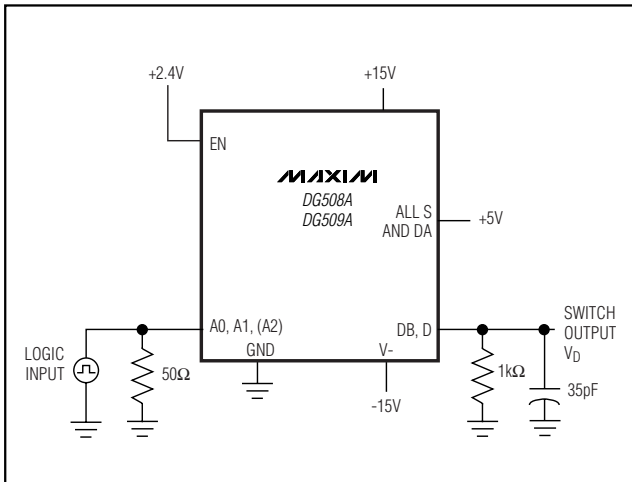 +2.4V
+15V
EN
MAXIM
DG508A
DG509A
ALL S
AND DA
+5V
A0, A1, (A2)
GND
V-
DB, D
LOGIC
INPUT
50Ω
-15V
1kΩ
35pF
SWITCH
OUTPUT
VD